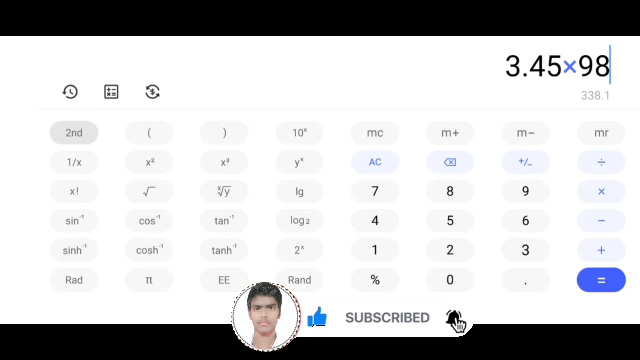 3.45×98
338.1
2nd ( ) 10ˣ mc m+ m− mr
1/x x² x³ yˣ AC +/− ÷
x! √ ˣ√y lg 7 8 9 ×
sin⁻¹ cos⁻¹ tan⁻¹ log₂ 4 5 6 −
sinh⁻¹ cosh⁻¹ tanh⁻¹ 2ˣ 1 2 3 +
Rad π EE Rand % 0 . =
SUBSCRIBED